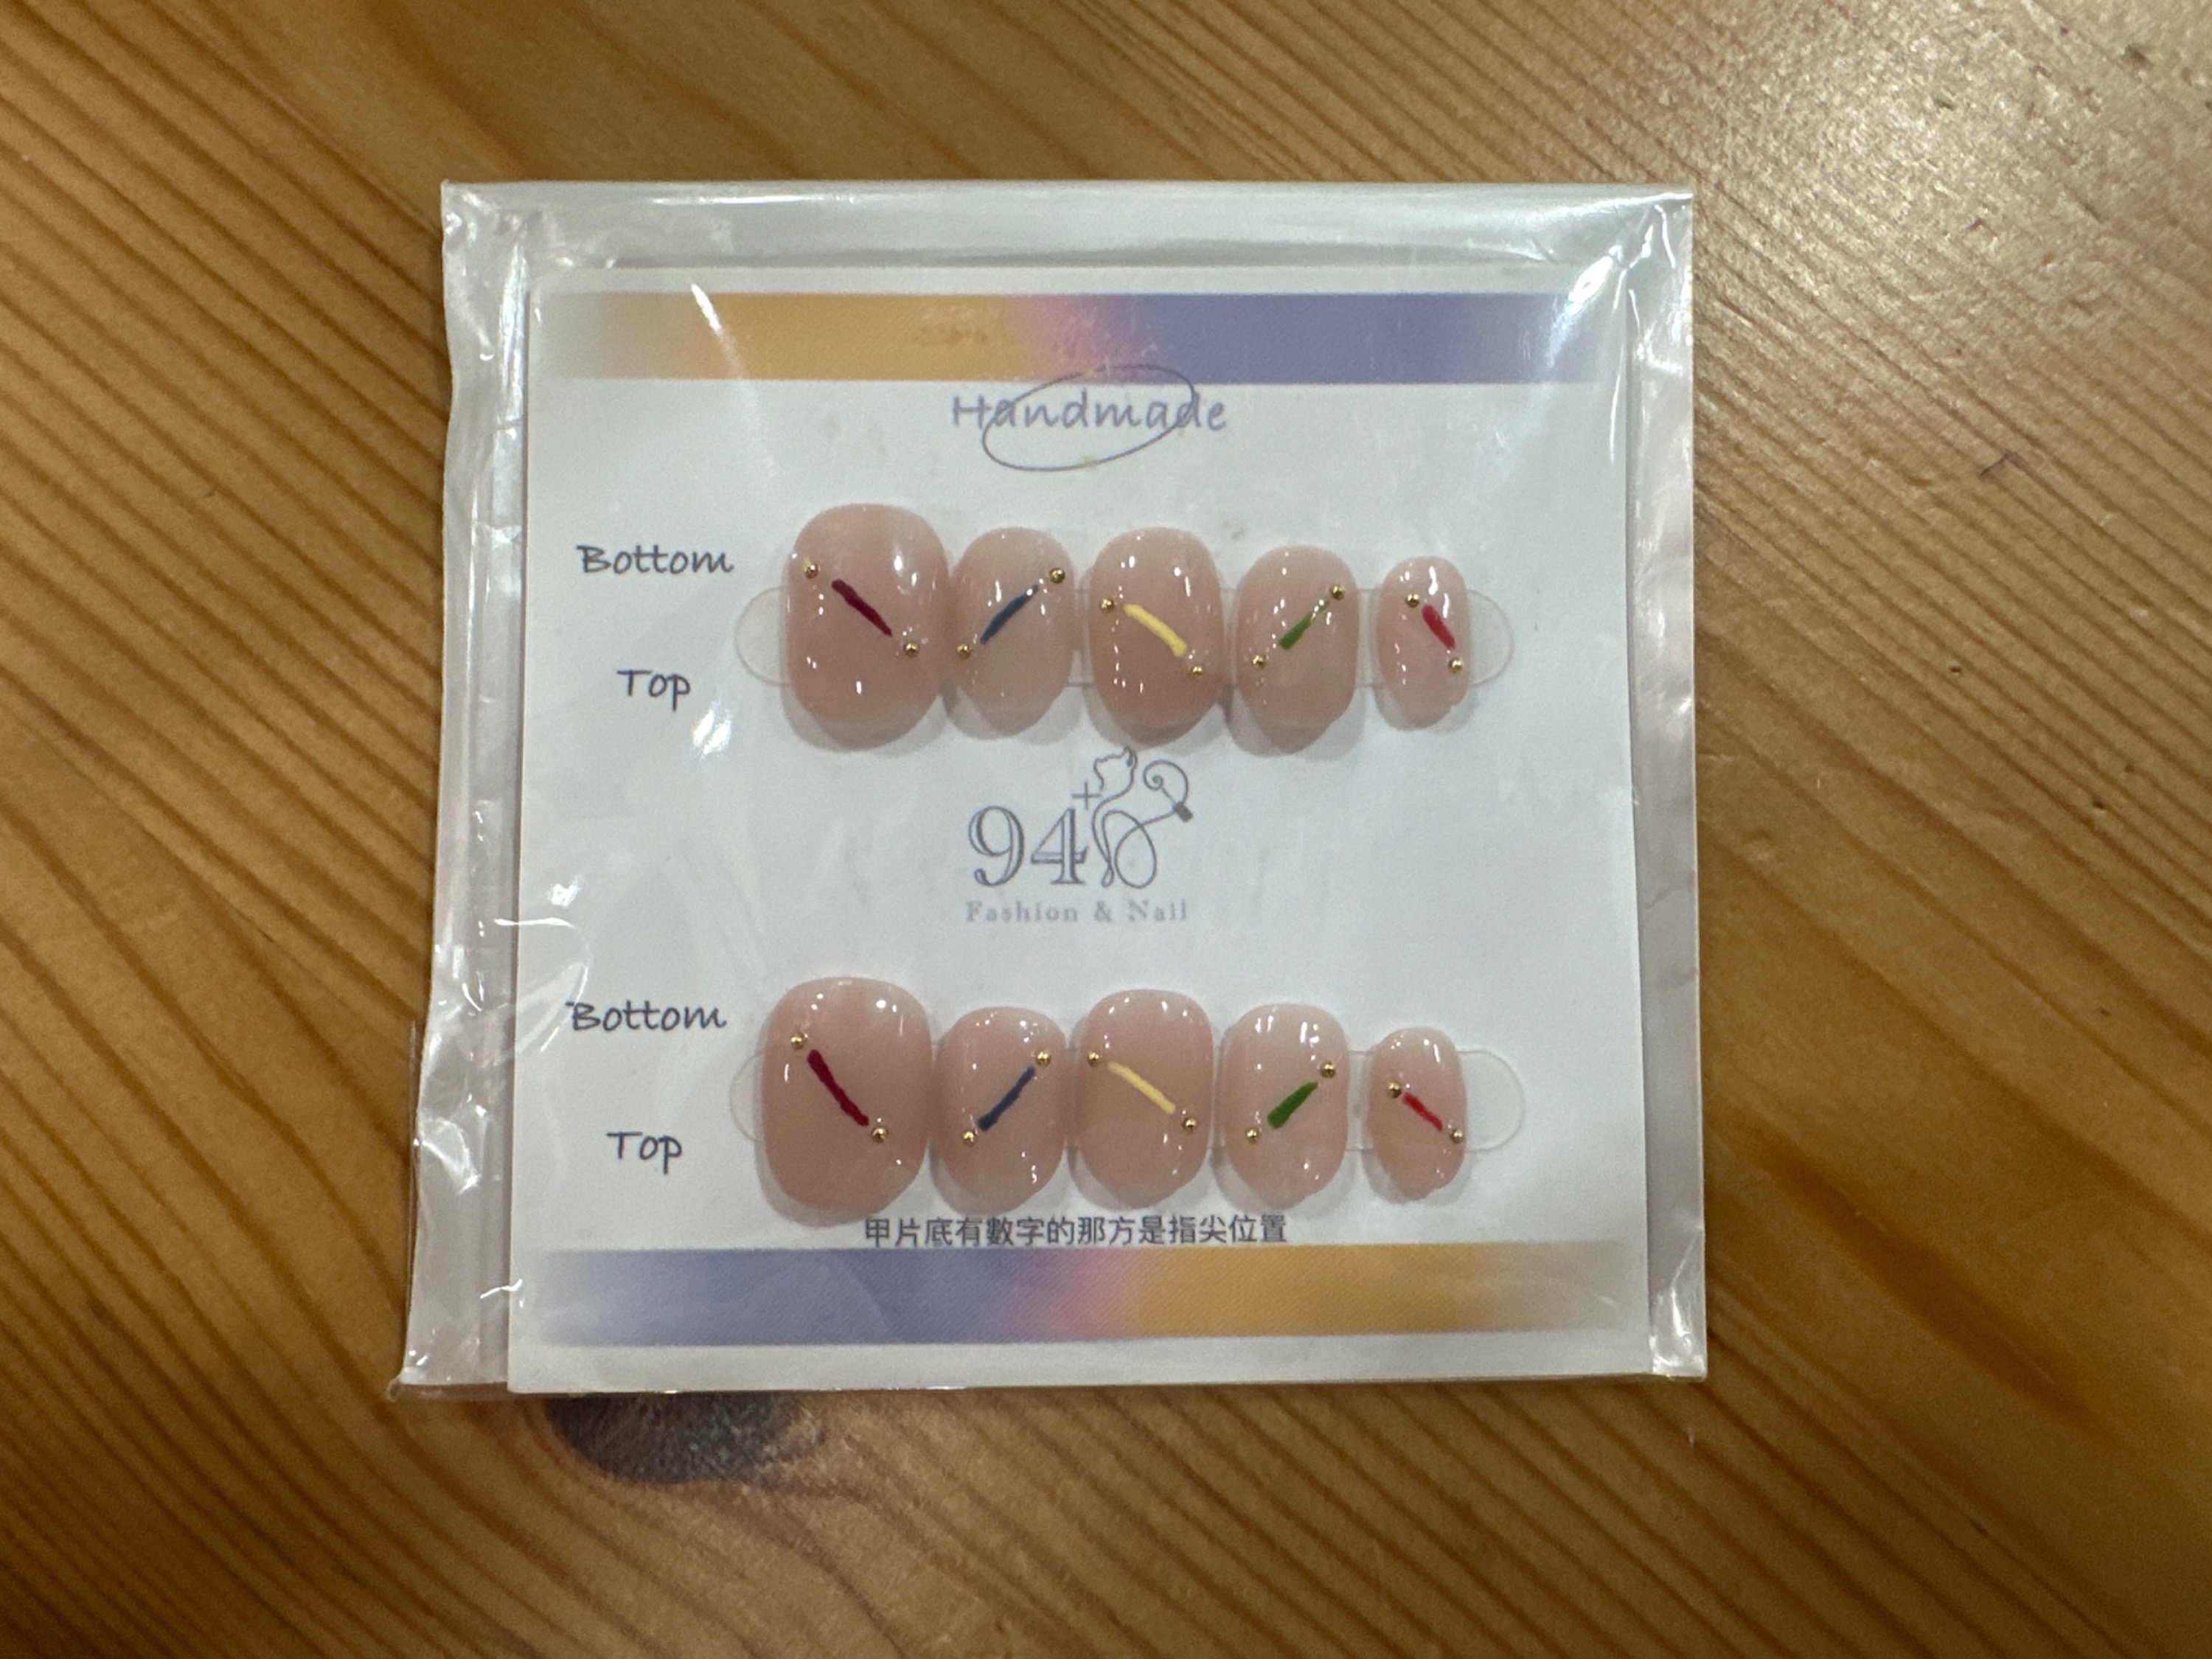 Handmade
Bottom
Top
94+
Fashion & Nail
Bottom
Top
甲片底有數字的那方是指尖位置